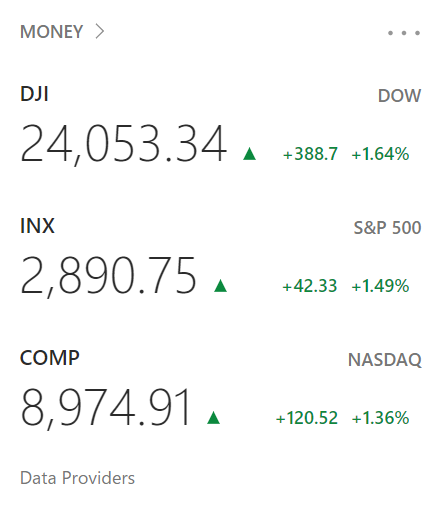 MONEY >
DJI DOW
24,053.34 ▲ +388.7 +1.64%
INX S&P 500
2,890.75 ▲ +42.33 +1.49%
COMP NASDAQ
8,974.91 ▲ +120.52 +1.36%
Data Providers